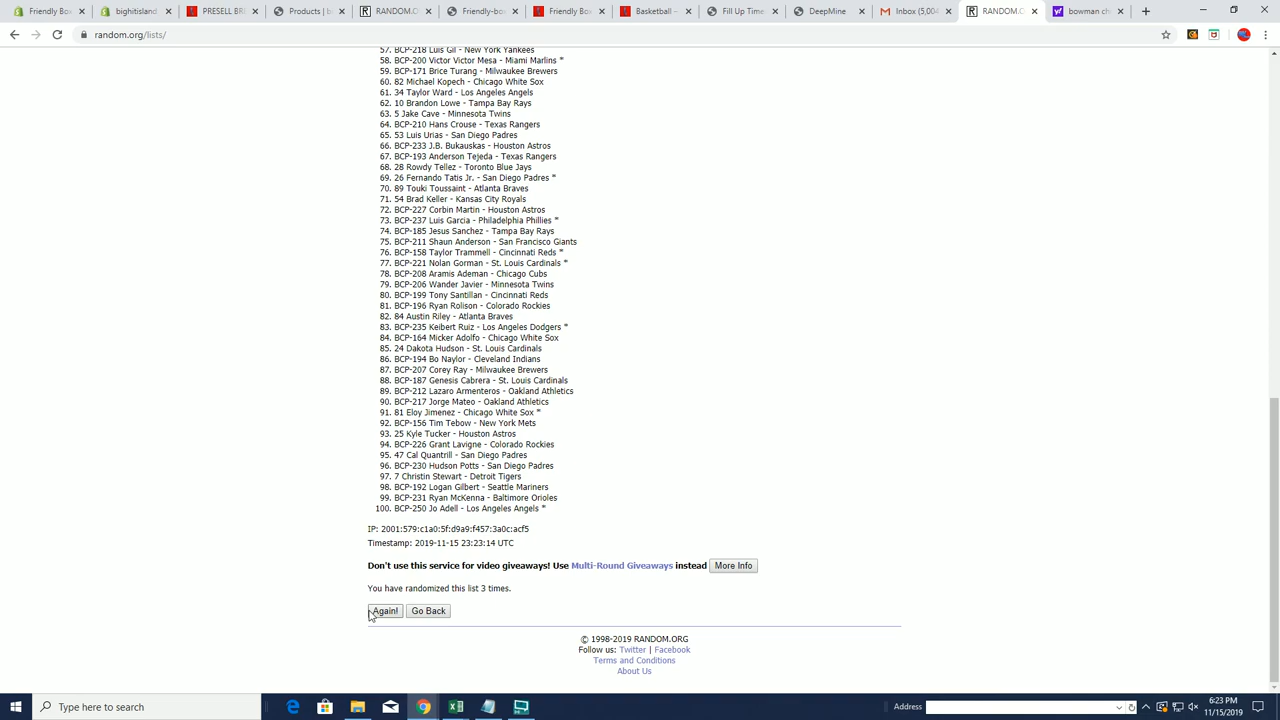 Friendly Box
bighitisland
PRESELL BR
Products | b
RANDOM.C
Friendly-bo
Friendly Box
Basketball –
Fill Up Time
DeepMine
Inbox (5,004
RANDOM.C
bowman ch
random.org/lists/
57. BCP-218 Luis Gil - New York Yankees
58. BCP-200 Victor Victor Mesa - Miami Marlins *
59. BCP-171 Brice Turang - Milwaukee Brewers
60. 82 Michael Kopech - Chicago White Sox
61. 34 Taylor Ward - Los Angeles Angels
62. 10 Brandon Lowe - Tampa Bay Rays
63. 5 Jake Cave - Minnesota Twins
64. BCP-210 Hans Crouse - Texas Rangers
65. 53 Luis Urias - San Diego Padres
66. BCP-233 J.B. Bukauskas - Houston Astros
67. BCP-193 Anderson Tejeda - Texas Rangers
68. 28 Rowdy Tellez - Toronto Blue Jays
69. 26 Fernando Tatis Jr. - San Diego Padres *
70. 89 Touki Toussaint - Atlanta Braves
71. 54 Brad Keller - Kansas City Royals
72. BCP-227 Corbin Martin - Houston Astros
73. BCP-237 Luis Garcia - Philadelphia Phillies *
74. BCP-185 Jesus Sanchez - Tampa Bay Rays
75. BCP-211 Shaun Anderson - San Francisco Giants
76. BCP-158 Taylor Trammell - Cincinnati Reds *
77. BCP-221 Nolan Gorman - St. Louis Cardinals *
78. BCP-208 Aramis Ademan - Chicago Cubs
79. BCP-206 Wander Javier - Minnesota Twins
80. BCP-199 Tony Santillan - Cincinnati Reds
81. BCP-196 Ryan Rolison - Colorado Rockies
82. 84 Austin Riley - Atlanta Braves
83. BCP-235 Keibert Ruiz - Los Angeles Dodgers *
84. BCP-164 Micker Adolfo - Chicago White Sox
85. 24 Dakota Hudson - St. Louis Cardinals
86. BCP-194 Bo Naylor - Cleveland Indians
87. BCP-207 Corey Ray - Milwaukee Brewers
88. BCP-187 Genesis Cabrera - St. Louis Cardinals
89. BCP-212 Lazaro Armenteros - Oakland Athletics
90. BCP-217 Jorge Mateo - Oakland Athletics
91. 81 Eloy Jimenez - Chicago White Sox *
92. BCP-156 Tim Tebow - New York Mets
93. 25 Kyle Tucker - Houston Astros
94. BCP-226 Grant Lavigne - Colorado Rockies
95. 47 Cal Quantrill - San Diego Padres
96. BCP-230 Hudson Potts - San Diego Padres
97. 7 Christin Stewart - Detroit Tigers
98. BCP-192 Logan Gilbert - Seattle Mariners
99. BCP-231 Ryan McKenna - Baltimore Orioles
100. BCP-250 Jo Adell - Los Angeles Angels *
IP: 2001:579:c1a0:5f:d9a9:f457:3a0c:acf5
Timestamp: 2019-11-15 23:23:14 UTC
Don't use this service for video giveaways! Use Multi-Round Giveaways instead More Info
You have randomized this list 3 times.
Again! Go Back
© 1998-2019 RANDOM.ORG
Follow us: Twitter | Facebook
Terms and Conditions
About Us
Type here to search
Address
6:23 PM
11/15/2019